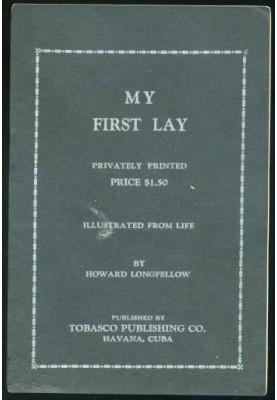 MY
FIRST LAY
PRIVATELY PRINTED
PRICE $1.50
ILLUSTRATED FROM LIFE
BY
HOWARD LONGFELLOW
PUBLISHED BY
TOBASCO PUBLISHING CO.
HAVANA, CUBA